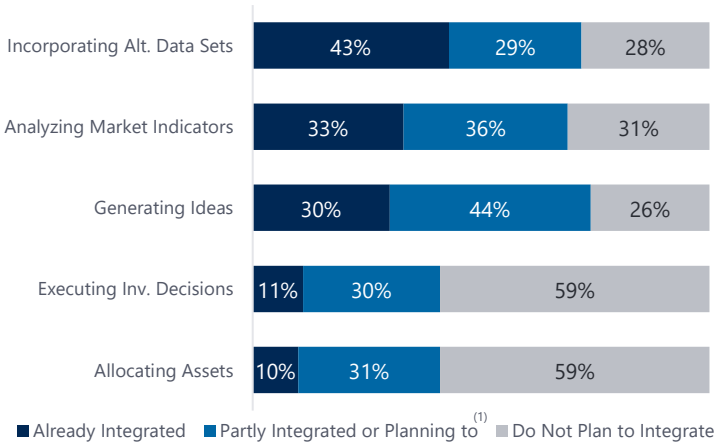 Incorporating Alt. Data Sets 43% 29% 28%
Analyzing Market Indicators 33% 36% 31%
Generating Ideas 30% 44% 26%
Executing Inv. Decisions 11% 30% 59%
Allocating Assets 10% 31% 59%
Already Integrated Partly Integrated or Planning to(1) Do Not Plan to Integrate